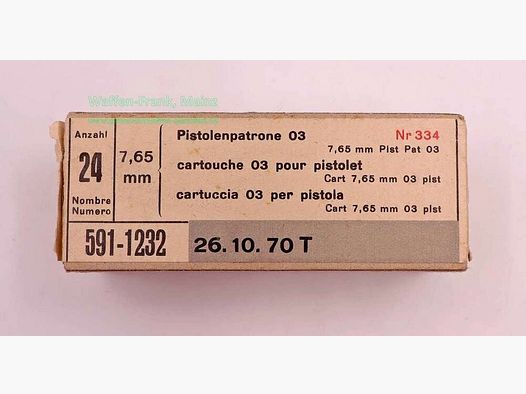 Waffen-Frank, Mainz
Anzahl
24
Nombre
Numero
7,65
mm
Pistolenpatrone 03
Nr 334
7,65 mm Pist Pat 03
cartouche 03 pour pistolet
Cart 7,65 mm 03 pist
cartuccia 03 per pistola
Cart 7,65 mm 03 pist
591-1232
26. 10. 70 T